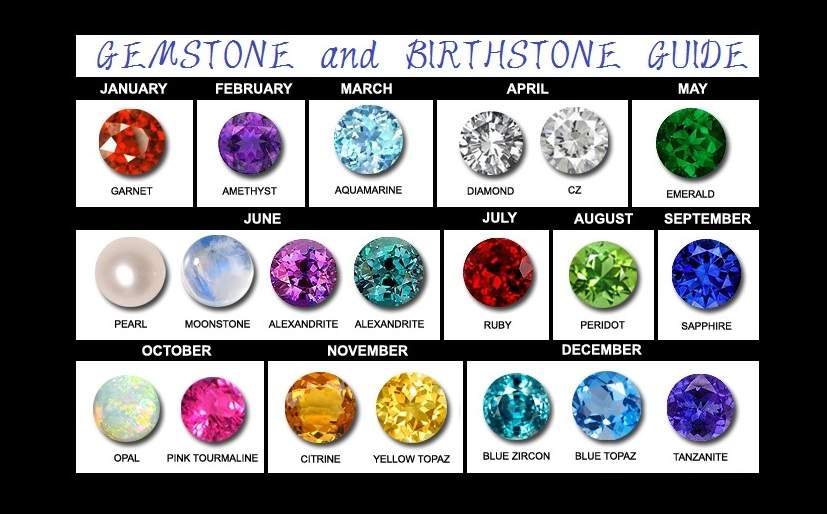 GEMSTONE and BIRTHSTONE GUIDE
JANUARY FEBRUARY MARCH APRIL MAY
GARNET AMETHYST AQUAMARINE DIAMOND CZ EMERALD
JUNE JULY AUGUST SEPTEMBER
PEARL MOONSTONE ALEXANDRITE ALEXANDRITE RUBY PERIDOT SAPPHIRE
OCTOBER NOVEMBER DECEMBER
OPAL PINK TOURMALINE CITRINE YELLOW TOPAZ BLUE ZIRCON BLUE TOPAZ TANZANITE